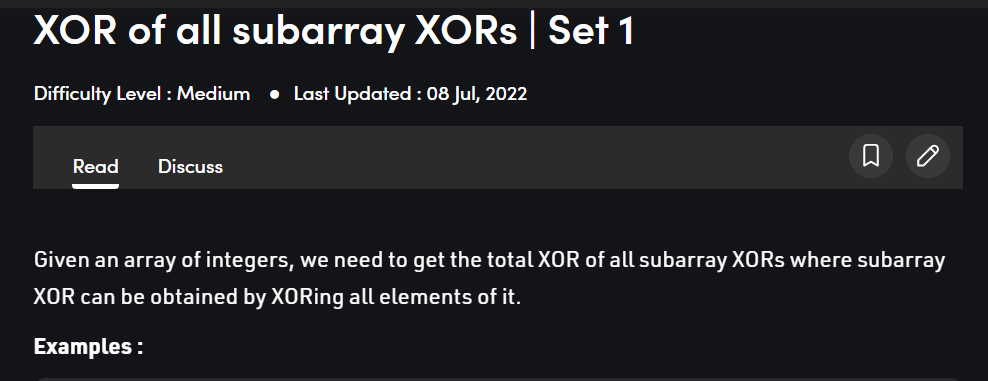 XOR of all subarray XORs | Set 1
Difficulty Level : Medium ● Last Updated : 08 Jul, 2022
Read Discuss
Given an array of integers, we need to get the total XOR of all subarray XORs where subarray
XOR can be obtained by XORing all elements of it.
Examples :